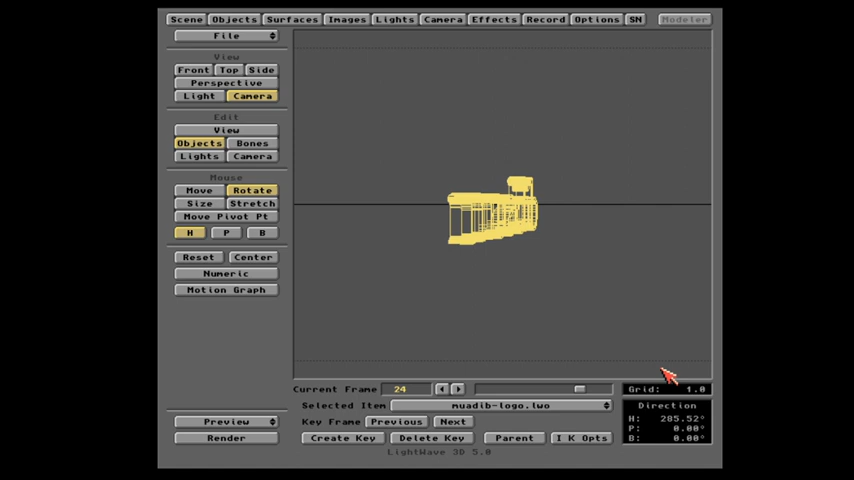 Scene Objects Surfaces Images Lights Camera Effects Record Options SN Modeler
File
View
Front Top Side
Perspective
Light Camera
Edit
View
Objects Bones
Lights Camera
Mouse
Move Rotate
Size Stretch
Move Pivot Pt
H P B
Reset Center
Numeric
Motion Graph
Current Frame 24
Grid: 1.0
Selected Item muadib-logo.lwo
Direction
Preview
Key Frame Previous Next
H: 285.52°
P: 0.00°
B: 0.00°
Render
Create Key Delete Key Parent I K Opts
LightWave 3D 5.0